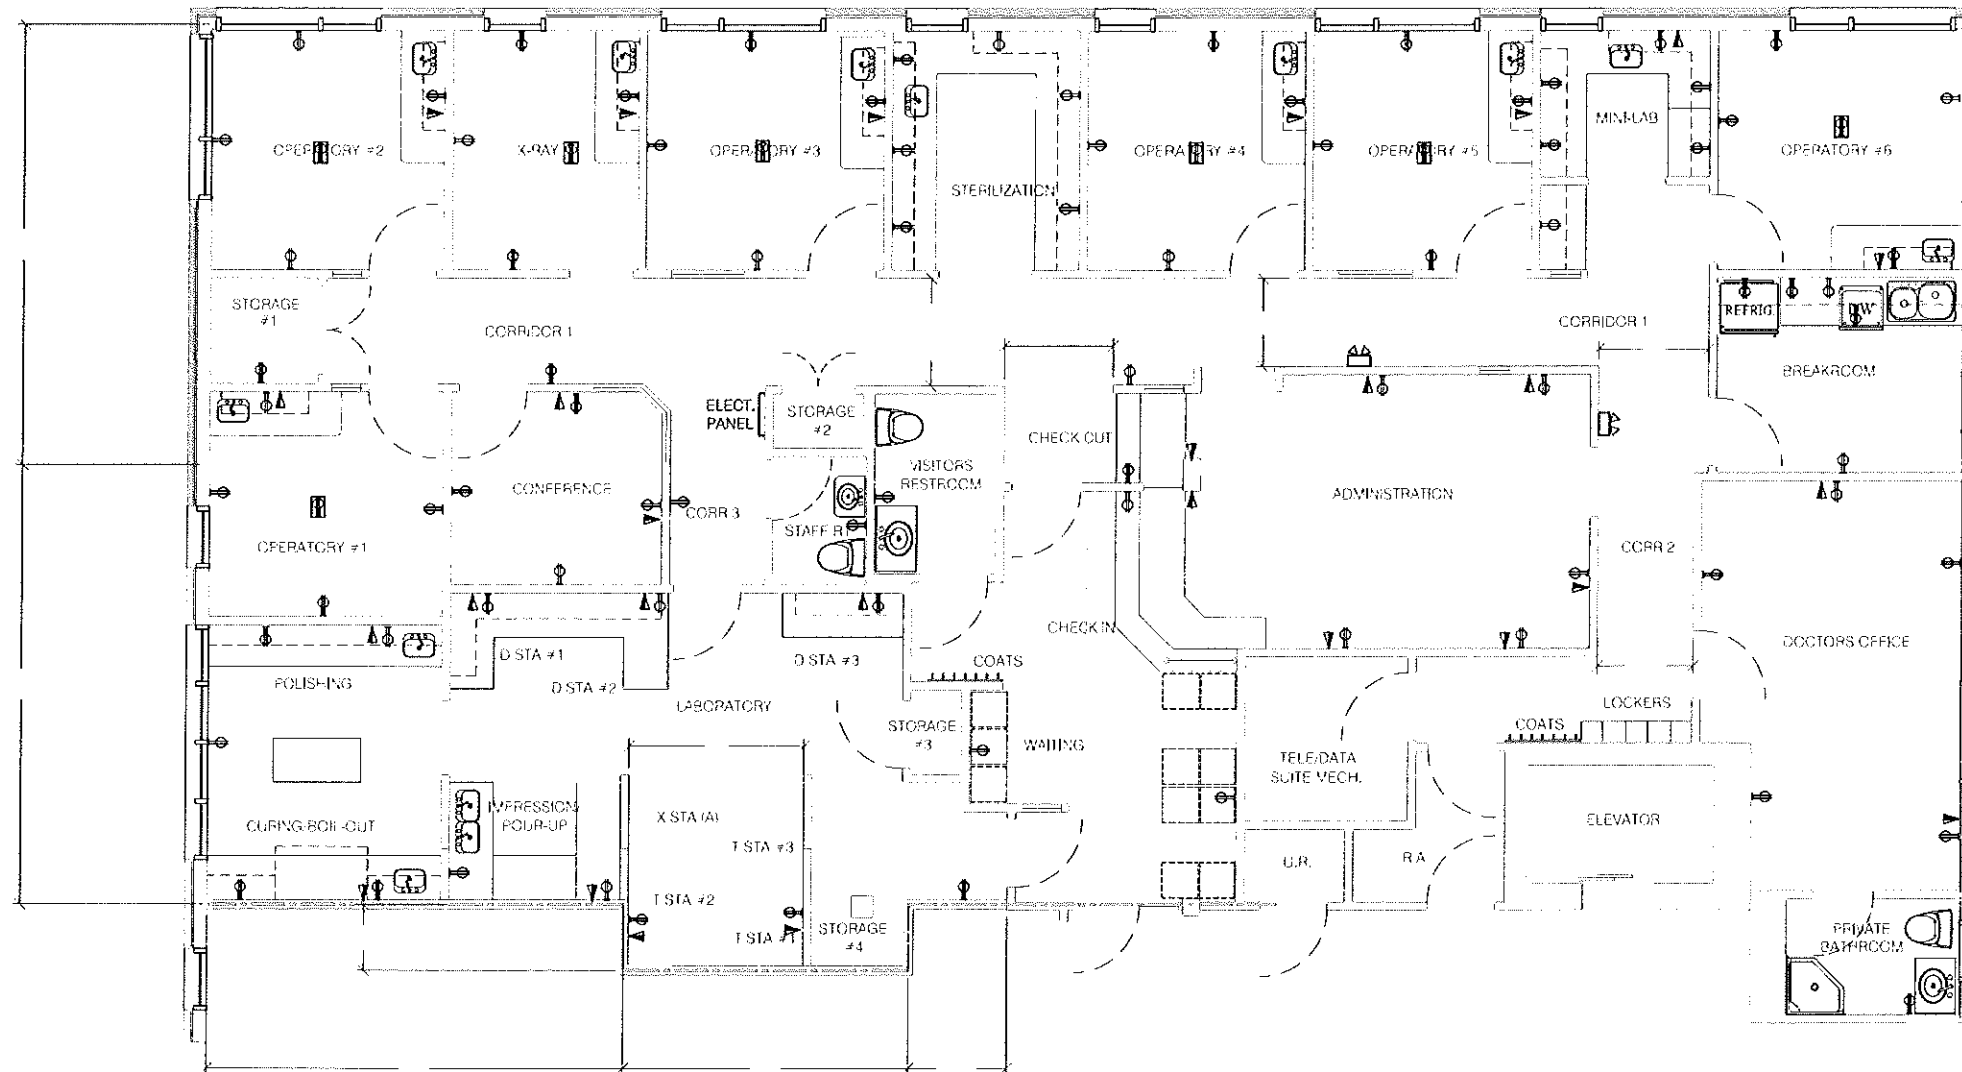 OPERATORY #2
X-RAY
OPERATORY #3
STERILIZATION
OPERATORY #4
OPERATORY #5
MINI-LAB
OPERATORY #6
STORAGE
#1
CORRIDOR 1
CORRIDOR 1
REFRIG.
D/W
BREAKROOM
ELECT.
PANEL
STORAGE
#2
CHECK OUT
VISITORS
RESTROOM
CONFERENCE
CORR 3
STAFF RT
ADMINISTRATION
OPERATORY #1
CORR 2
CHECK IN
DOCTORS OFFICE
D STA #1
D STA #2
D STA #3
COATS
POLISHING
LABORATORY
STORAGE
#3
WAITING
LOCKERS
COATS
TELE/DATA
SUITE MECH.
IMPRESSION
POUR-UP
X STA (A)
T STA #3
CURING/BOIL-OUT
ELEVATOR
U.R.
R.A
T STA #2
T STA #1
STORAGE
#4
PRIVATE
BATHROOM